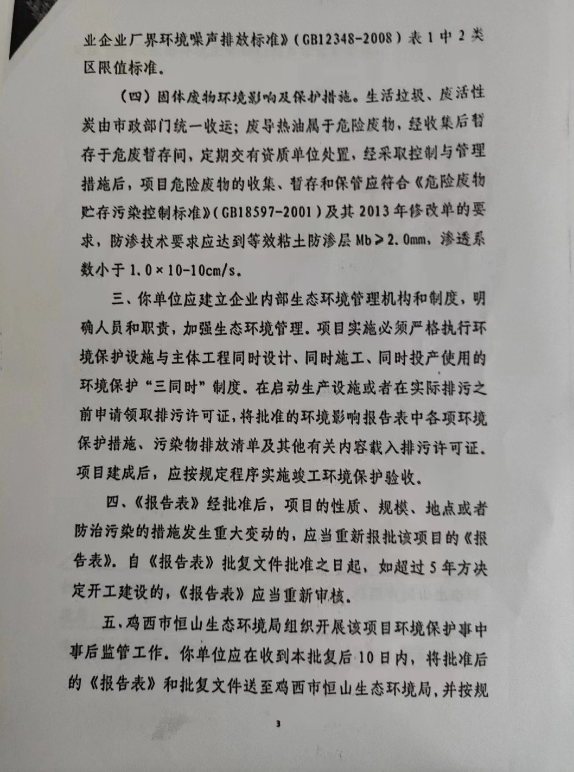 业企业厂界环境噪声排放标准》（GB12348-2008）表 1 中 2 类
区限值标准。
（四）固体废物环境影响及保护措施。生活垃圾、废活性
炭由市政部门统一收运；废导热油属于危险废物，经收集后暂
存于危废暂存间，定期交有资质单位处置，经采取控制与管理
措施后，项目危险废物的收集、暂存和保管应符合《危险废物
贮存污染控制标准》（GB18597-2001）及其 2013 年修改单的要
求，防渗技术要求应达到等效粘土防渗层 Mb≥2.0mm，渗透系
数小于 1.0×10-10cm/s。
三、你单位应建立企业内部生态环境管理机构和制度，明
确人员和职责，加强生态环境管理。项目实施必须严格执行环
境保护设施与主体工程同时设计、同时施工、同时投产使用的
环境保护“三同时”制度。在启动生产设施或者在实际排污之
前申请领取排污许可证，将批准的环境影响报告表中各项环境
保护措施、污染物排放清单及其他有关内容载入排污许可证。
项目建成后，应按规定程序实施竣工环境保护验收。
四、《报告表》经批准后，项目的性质、规模、地点或者
防治污染的措施发生重大变动的，应当重新报批该项目的《报
告表》。自《报告表》批复文件批准之日起，如超过 5 年方决
定开工建设的，《报告表》应当重新审核。
五、鸡西市恒山生态环境局组织开展该项目环境保护事中
事后监管工作。你单位应在收到本批复后 10 日内，将批准后
的《报告表》和批复文件送至鸡西市恒山生态环境局，并按规
3